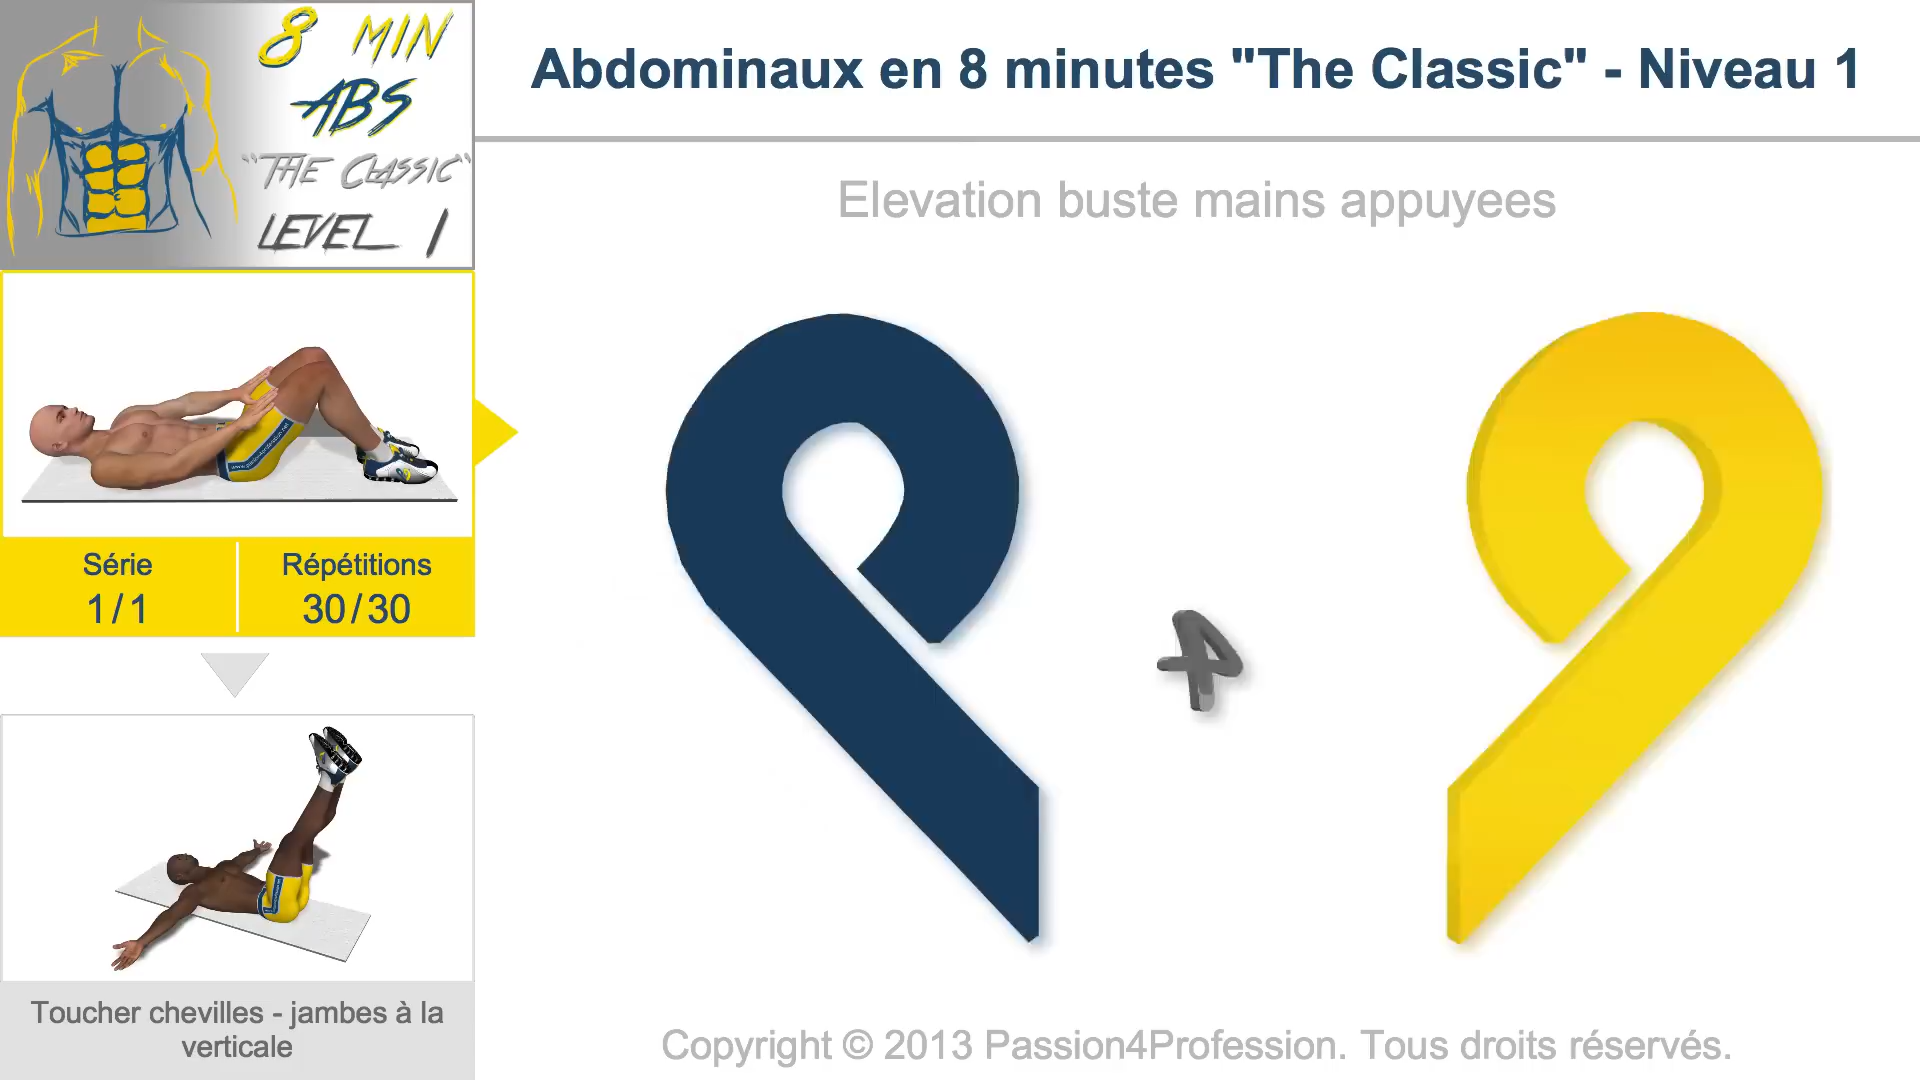 8 MIN
ABS
"THE CLASSIC"
LEVEL 1
Abdominaux en 8 minutes "The Classic" - Niveau 1
Elevation buste mains appuyees
Série
1/1
Répétitions
30/30
4
Toucher chevilles - jambes à la
verticale
Copyright © 2013 Passion4Profession. Tous droits réservés.